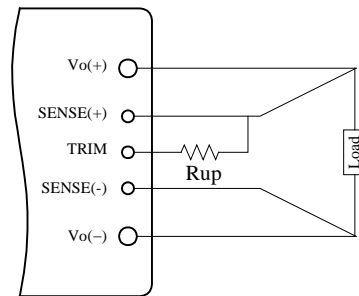 Vo(+)
SENSE(+)
TRIM
Rup
SENSE(-)
Vo(−)
Load